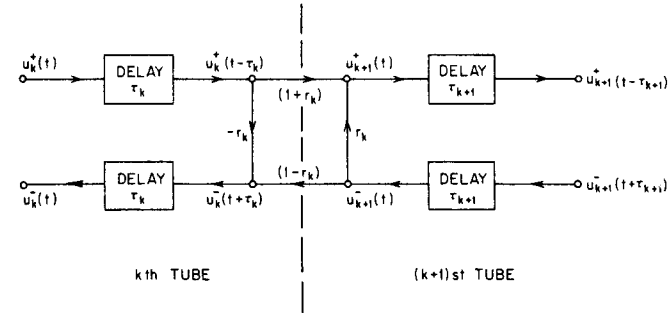 u_k^+(t)
DELAY
τ_k
u_k^+(t-τ_k)
u_{k+1}^+(t)
DELAY
τ_{k+1}
u_{k+1}^+(t-τ_{k+1})
(1+r_k)
-r_k
r_k
(1-r_k)
u_k^-(t)
DELAY
τ_k
u_k^-(t+τ_k)
u_{k+1}^-(t)
DELAY
τ_{k+1}
u_{k+1}^-(t+τ_{k+1})
kth TUBE
(k+1)st TUBE